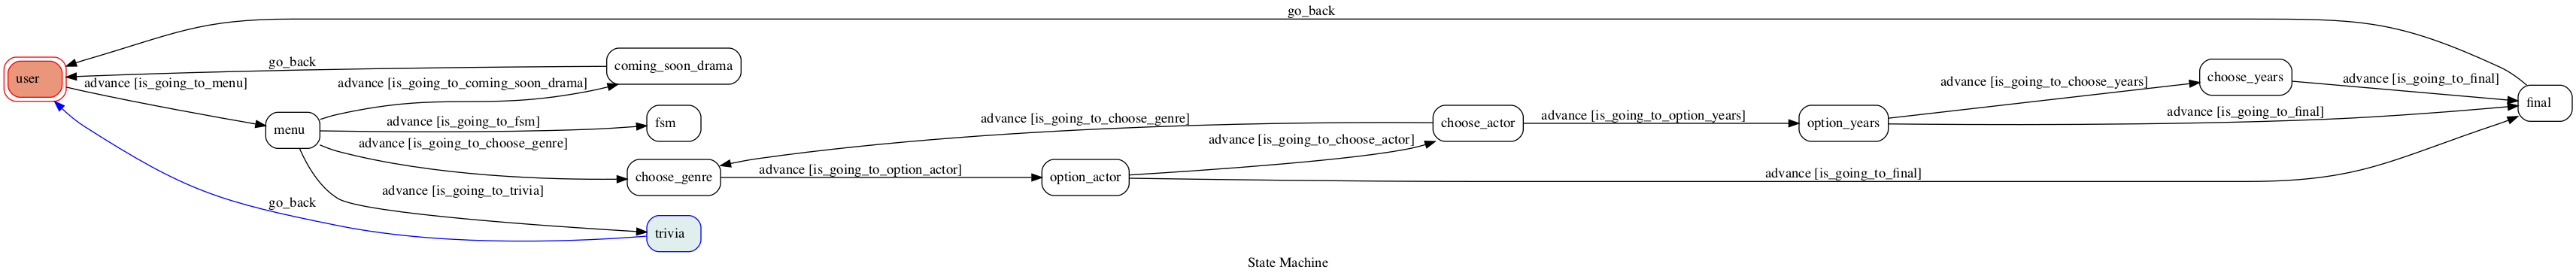 go_back
user
go_back
advance [is_going_to_menu]
menu
advance [is_going_to_coming_soon_drama]
coming_soon_drama
advance [is_going_to_fsm]
fsm
advance [is_going_to_choose_genre]
choose_genre
advance [is_going_to_trivia]
go_back
trivia
advance [is_going_to_option_actor]
option_actor
advance [is_going_to_choose_genre]
advance [is_going_to_choose_actor]
choose_actor
advance [is_going_to_option_years]
option_years
advance [is_going_to_final]
advance [is_going_to_choose_years]
choose_years
advance [is_going_to_final]
advance [is_going_to_final]
final
State Machine